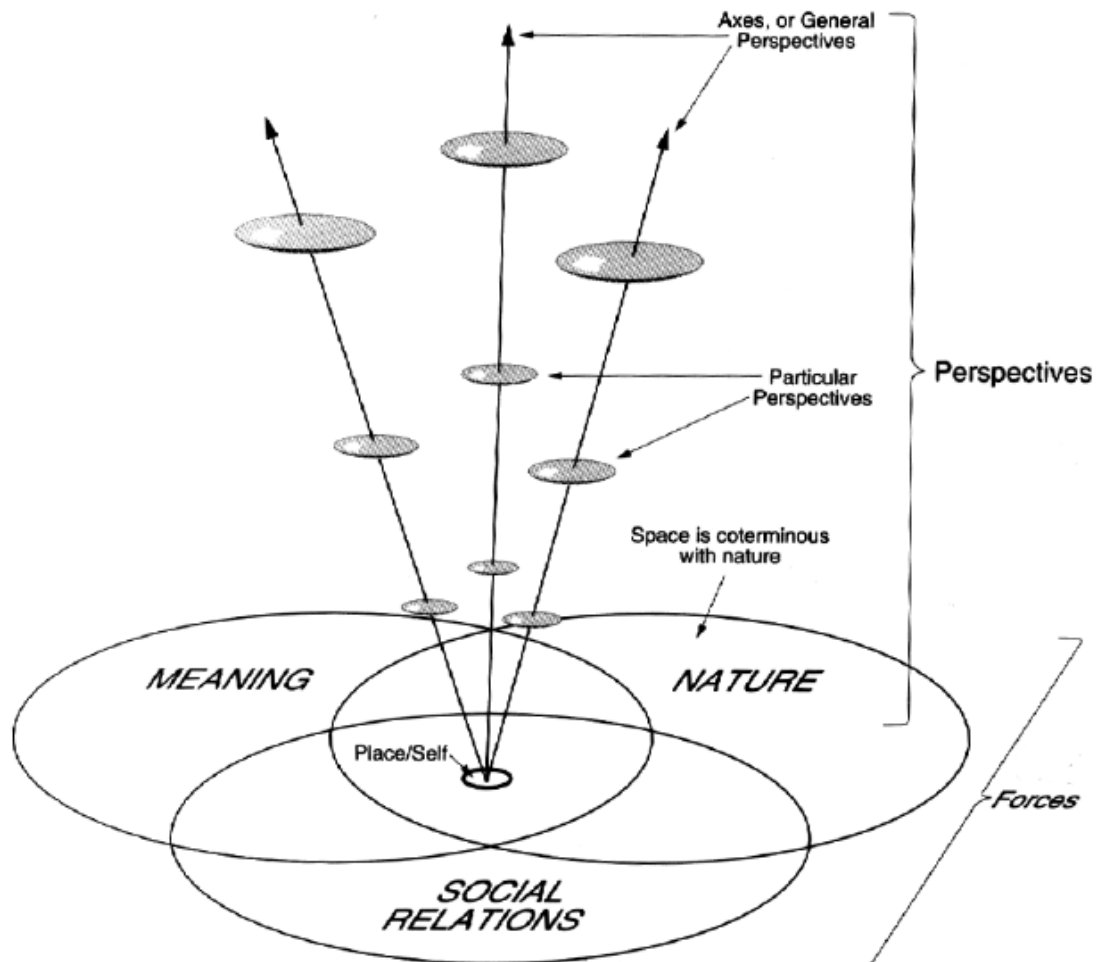 Axes, or General
Perspectives
Particular
Perspectives
Perspectives
Space is coterminous
with nature
MEANING
NATURE
Place/Self
Forces
SOCIAL
RELATIONS